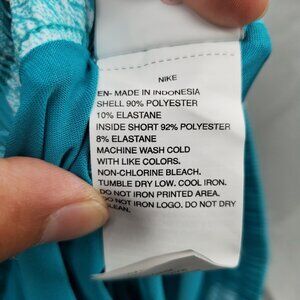 NIKE
EN- MADE IN INDONESIA
SHELL 90% POLYESTER
10% ELASTANE
INSIDE SHORT 92% POLYESTER
8% ELASTANE
MACHINE WASH COLD
WITH LIKE COLORS.
NON-CHLORINE BLEACH.
TUMBLE DRY LOW. COOL IRON.
DO NOT IRON PRINTED AREA.
DO NOT IRON LOGO. DO NOT DRY
CLEAN.